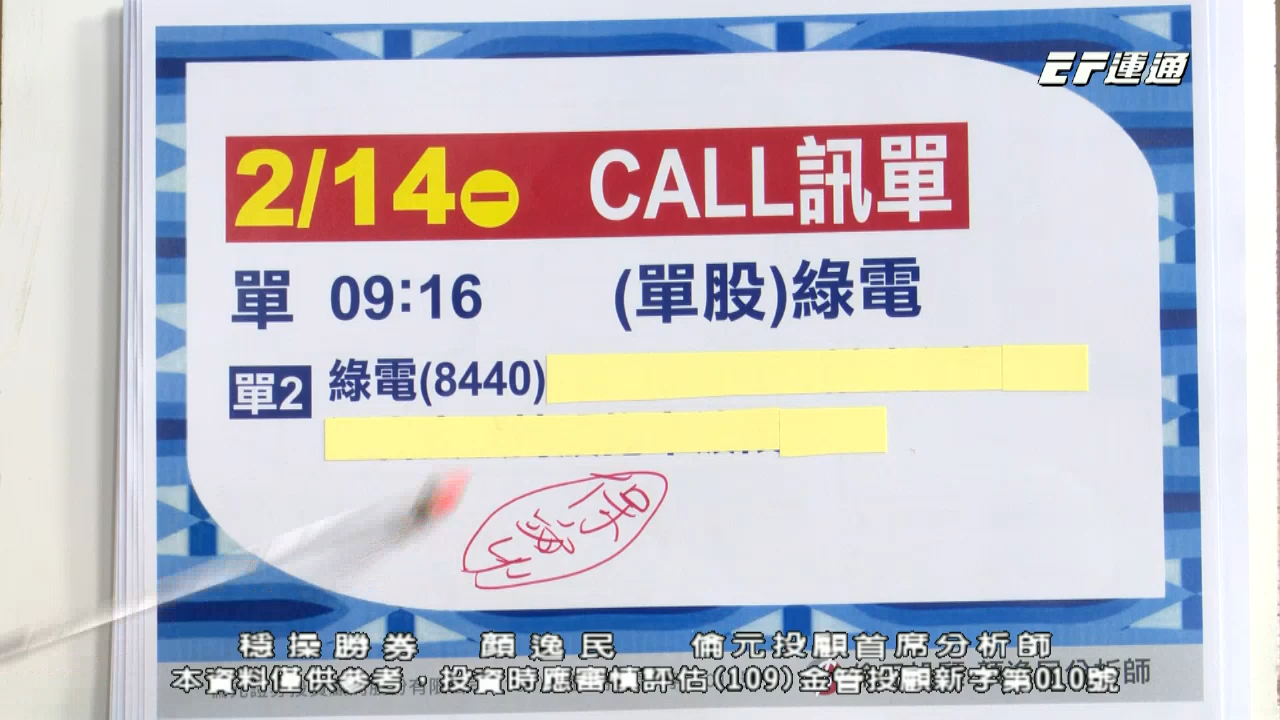 EF運通
2/14㊀ CALL訊單
單 09:16 (單股)綠電
單2 綠電(8440)
穩操勝券 顏逸民 倫元投顧首席分析師
本資料僅供參考，投資時應審慎評估(109)金管投顧新字第010號